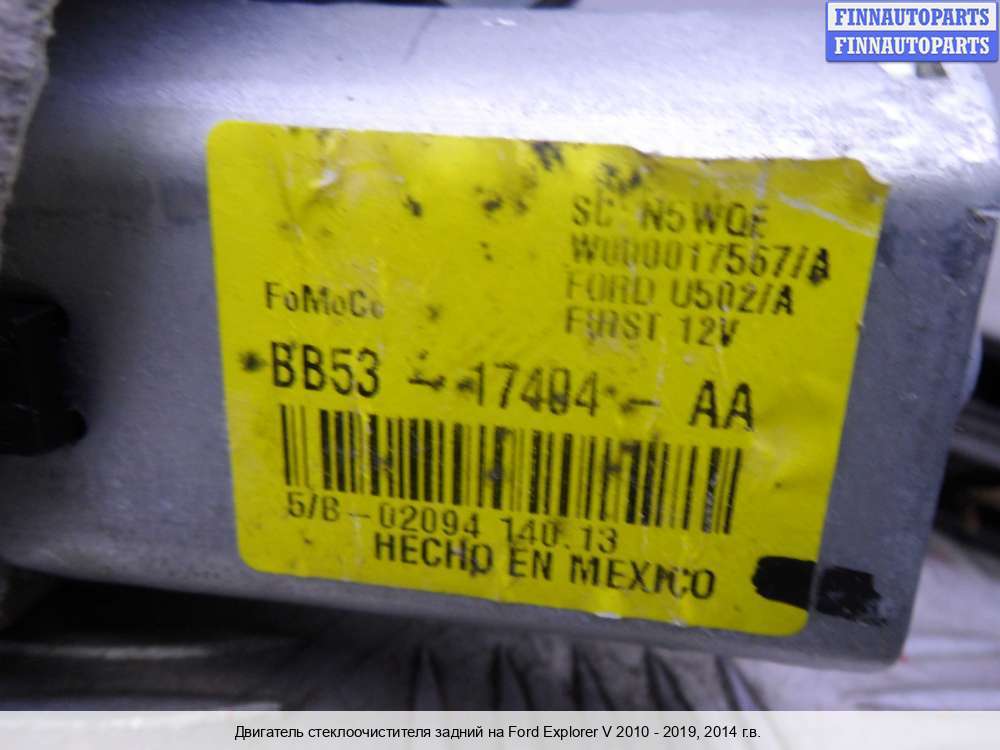 FINNAUTOPARTS
FINNAUTOPARTS
SC N5WQE
W000017567/A
FORD U502/A
FIRST 12V
FoMoCo
BB53 - 17404 - AA
5/B-02094 140.13
HECHO EN MEXICO
Двигатель стеклоочистителя задний на Ford Explorer V 2010 - 2019, 2014 г.в.